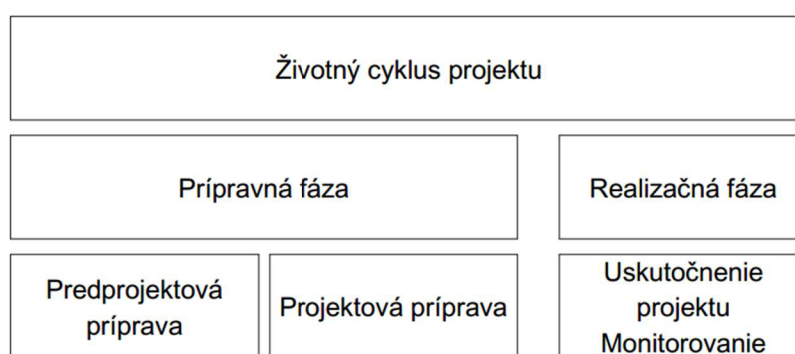 Životný cyklus projektu
Prípravná fáza
Realizačná fáza
Predprojektová
príprava
Projektová príprava
Uskutočnenie
projektu
Monitorovanie